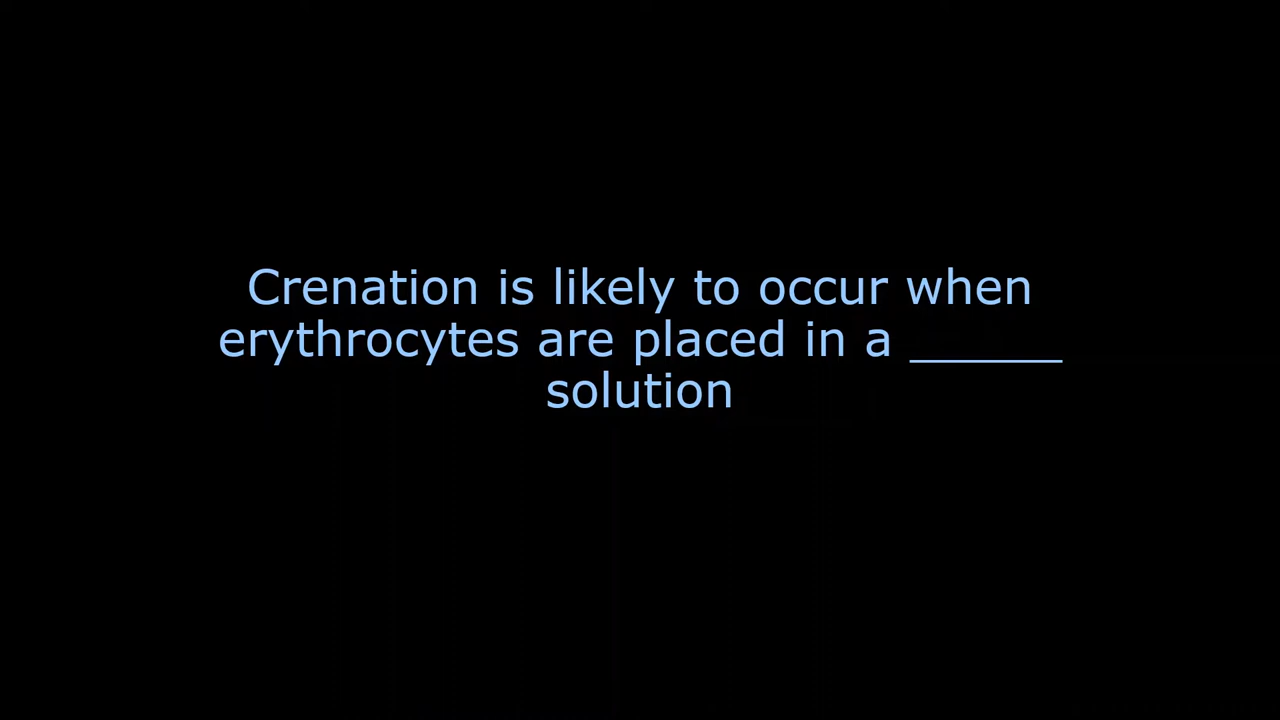 Crenation is likely to occur when
erythrocytes are placed in a ______
solution